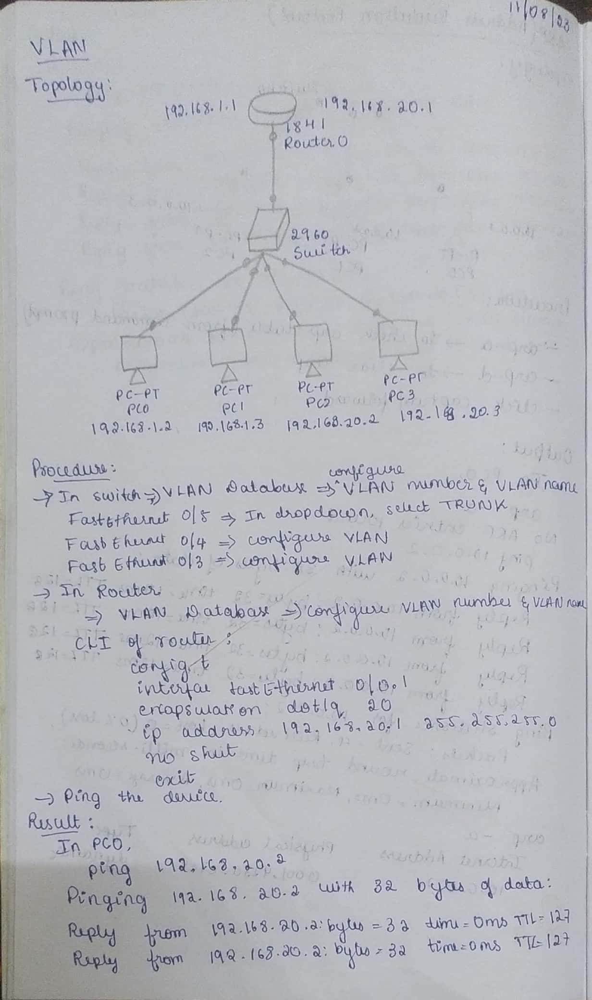 11/08/23
VLAN
Topology:
192.168.1.1 192.168.20.1
1841
Router 0
2960
Switch
PC-PT PC-PT PC-PT PC-PT
PC0 PC1 PC2 PC3
192.168.1.2 192.168.1.3 192.168.20.2 192.168.20.3
Procedure:
configure
→ In switch ⇒ VLAN Database ⇒ ^ VLAN number & VLAN name
FastEthernet 0/5 ⇒ In dropdown, select TRUNK
Fast Ethernet 0/4 ⇒ configure VLAN
Fast Ethernet 0/3 ⇒ configure VLAN
→ In Router
⇒ VLAN Database ⇒ configure VLAN number & VLAN name
CLI of router:
config t
interface fastEthernet 0/0.1
encapsulation dot1q 20
ip address 192.168.20.1 255.255.255.0
no shut
exit
→ Ping the device.
Result:
In PC0,
ping 192.168.20.2
Pinging 192.168.20.2 with 32 bytes of data:
Reply from 192.168.20.2: bytes = 32 time = 0ms TTL = 127
Reply from 192.168.20.2: bytes = 32 time = 0ms TTL = 127